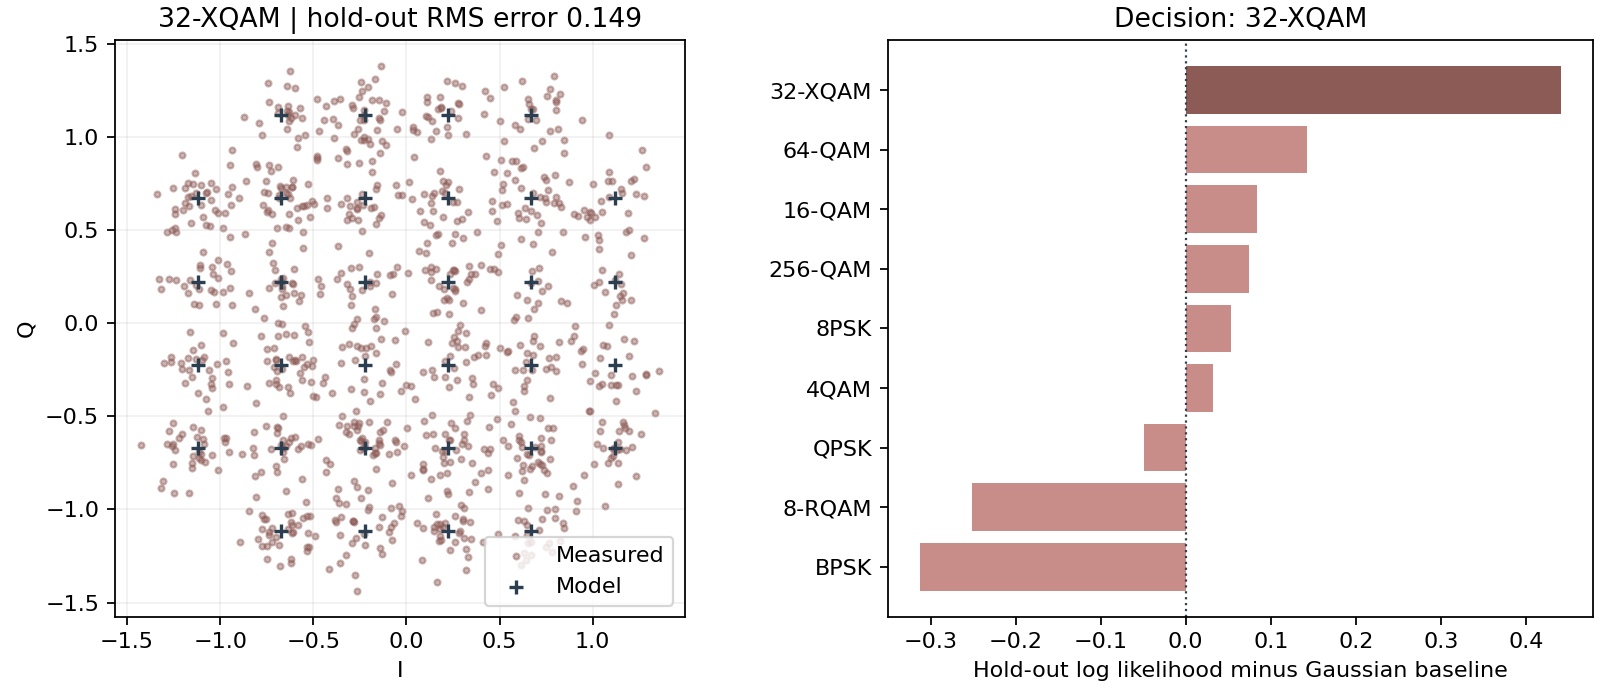 32-XQAM | hold-out RMS error 0.149
1.5
1.0
0.5
0.0
−0.5
−1.0
−1.5
Q
−1.5
−1.0
−0.5
0.0
0.5
1.0
I
Measured
Model
Decision: 32-XQAM
32-XQAM
64-QAM
16-QAM
256-QAM
8PSK
4QAM
QPSK
8-RQAM
BPSK
−0.3
−0.2
−0.1
0.0
0.1
0.2
0.3
0.4
Hold-out log likelihood minus Gaussian baseline